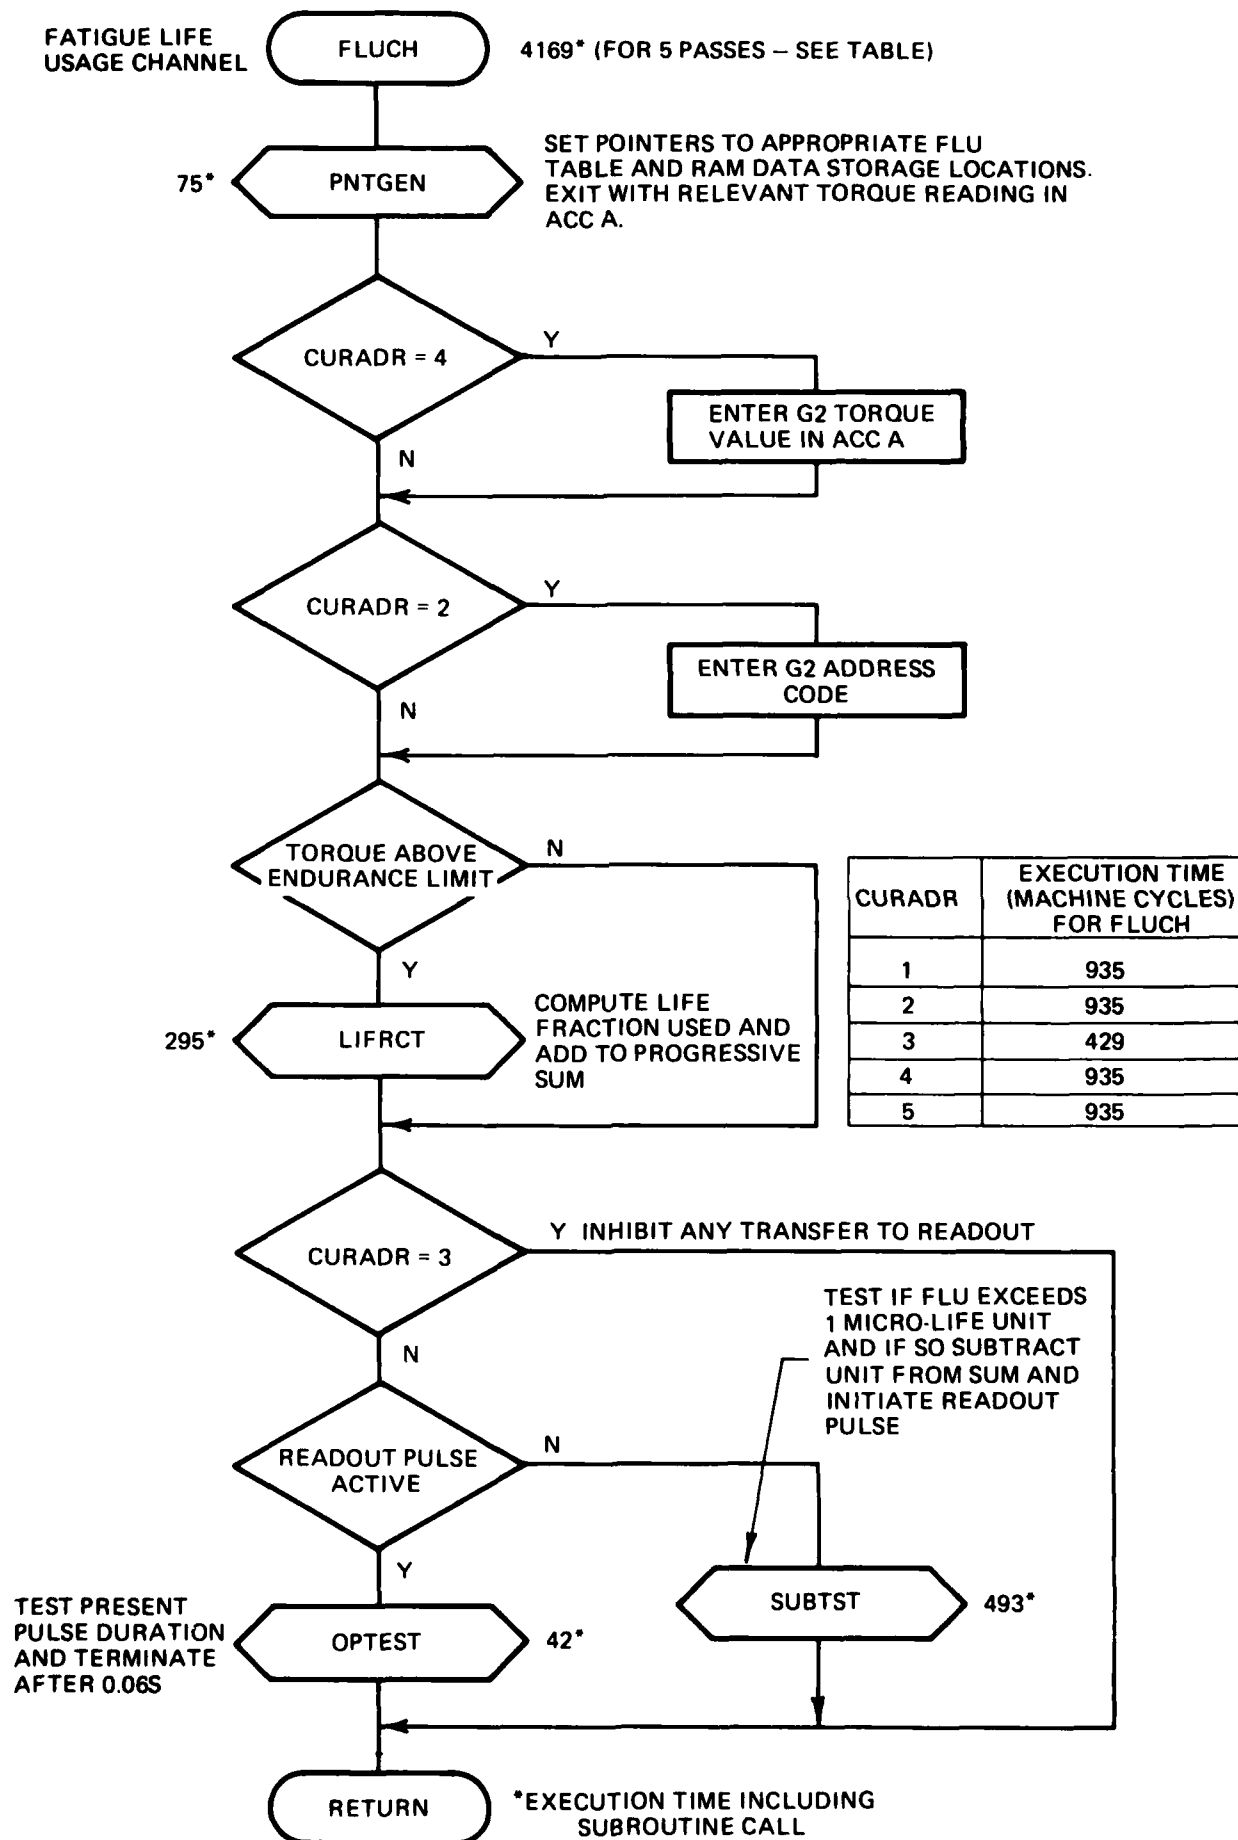 FATIGUE LIFE
USAGE CHANNEL
FLUCH
4169* (FOR 5 PASSES – SEE TABLE)
75*
PNTGEN
SET POINTERS TO APPROPRIATE FLU
TABLE AND RAM DATA STORAGE LOCATIONS.
EXIT WITH RELEVANT TORQUE READING IN
ACC A.
CURADR = 4
Y
ENTER G2 TORQUE
VALUE IN ACC A
N
CURADR = 2
Y
ENTER G2 ADDRESS
CODE
N
TORQUE ABOVE
ENDURANCE LIMIT
N
Y
295*
LIFRCT
COMPUTE LIFE
FRACTION USED AND
ADD TO PROGRESSIVE
SUM
CURADR
EXECUTION TIME
(MACHINE CYCLES)
FOR FLUCH
1 935
2 935
3 429
4 935
5 935
CURADR = 3
Y INHIBIT ANY TRANSFER TO READOUT
N
TEST IF FLU EXCEEDS
1 MICRO-LIFE UNIT
AND IF SO SUBTRACT
UNIT FROM SUM AND
INITIATE READOUT
PULSE
READOUT PULSE
ACTIVE
N
Y
SUBTST
493*
TEST PRESENT
PULSE DURATION
AND TERMINATE
AFTER 0.06S
OPTEST
42*
RETURN
*EXECUTION TIME INCLUDING
SUBROUTINE CALL